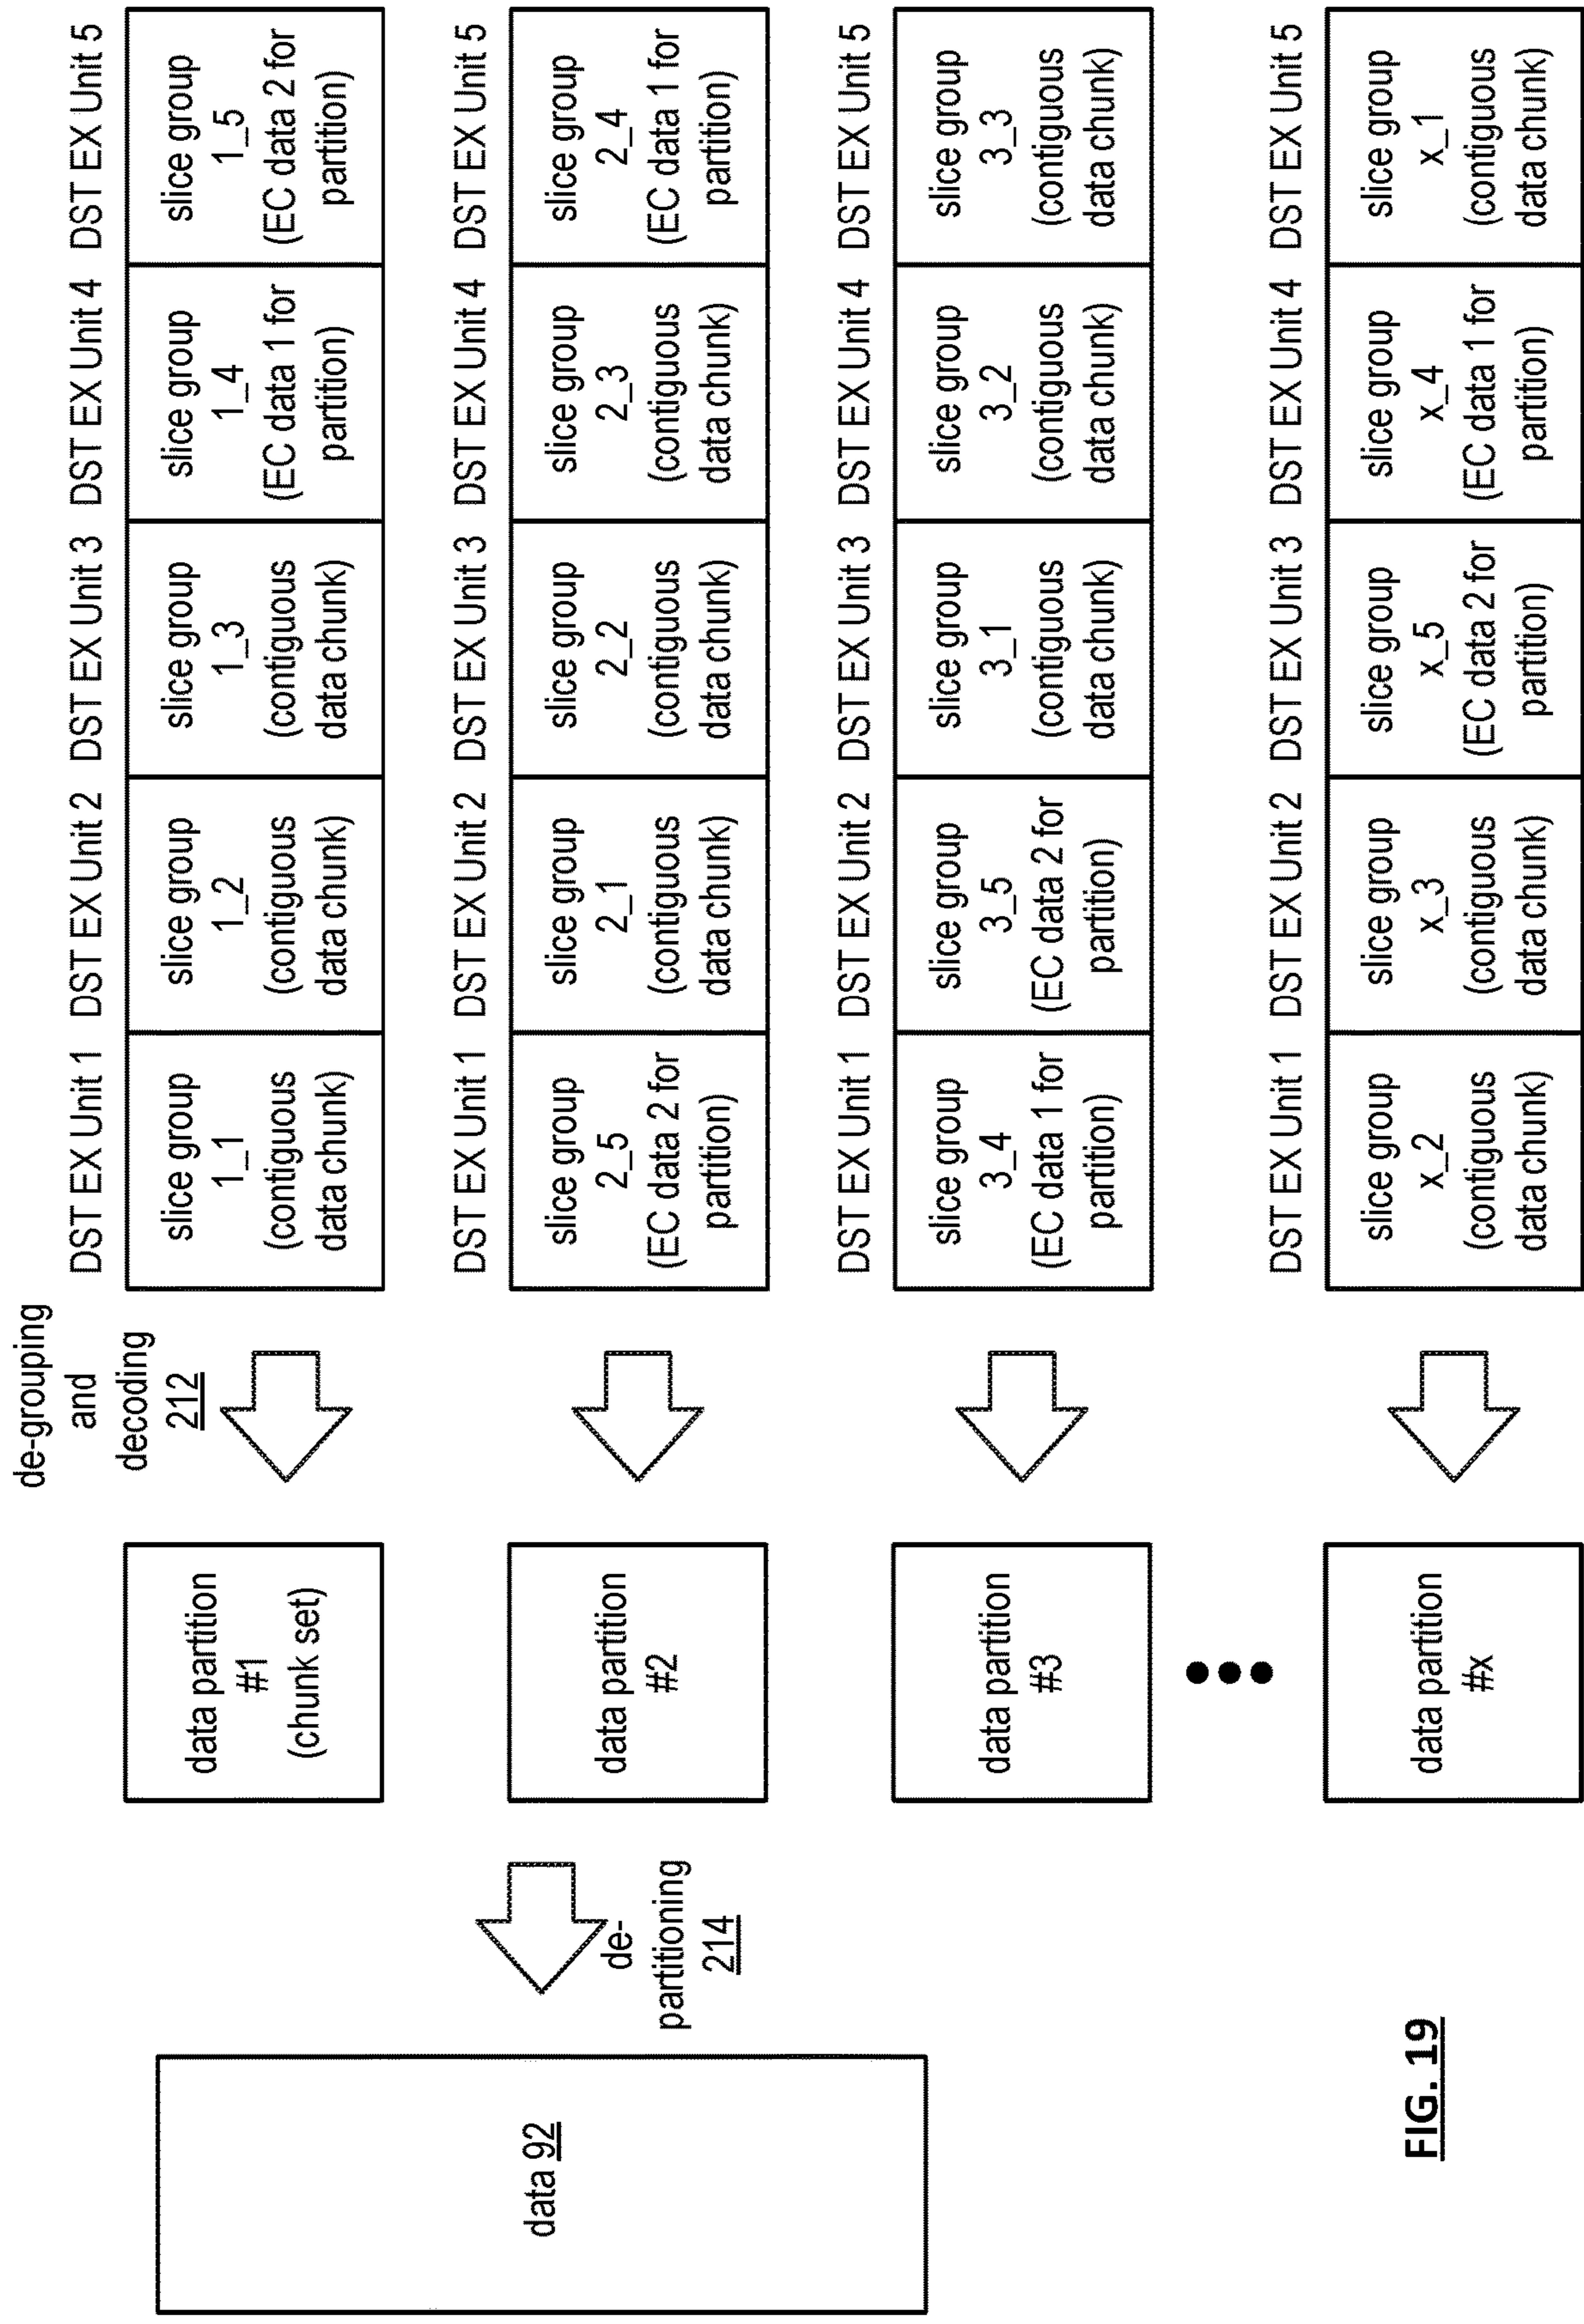 data 92
de-
partitioning
214
data partition
#1
(chunk set)
data partition
#2
data partition
#3
data partition
#x
de-grouping
and
decoding
212
DST EX Unit 1
DST EX Unit 2
DST EX Unit 3
DST EX Unit 4
DST EX Unit 5
slice group
1_1
(contiguous
data chunk)
slice group
1_2
(contiguous
data chunk)
slice group
1_3
(contiguous
data chunk)
slice group
1_4
(EC data 1 for
partition)
slice group
1_5
(EC data 2 for
partition)
DST EX Unit 1
DST EX Unit 2
DST EX Unit 3
DST EX Unit 4
DST EX Unit 5
slice group
2_5
(EC data 2 for
partition)
slice group
2_1
(contiguous
data chunk)
slice group
2_2
(contiguous
data chunk)
slice group
2_3
(contiguous
data chunk)
slice group
2_4
(EC data 1 for
partition)
DST EX Unit 1
DST EX Unit 2
DST EX Unit 3
DST EX Unit 4
DST EX Unit 5
slice group
3_4
(EC data 1 for
partition)
slice group
3_5
(EC data 2 for
partition)
slice group
3_1
(contiguous
data chunk)
slice group
3_2
(contiguous
data chunk)
slice group
3_3
(contiguous
data chunk)
DST EX Unit 1
DST EX Unit 2
DST EX Unit 3
DST EX Unit 4
DST EX Unit 5
slice group
x_2
(contiguous
data chunk)
slice group
x_3
(contiguous
data chunk)
slice group
x_5
(EC data 2 for
partition)
slice group
x_4
(EC data 1 for
partition)
slice group
x_1
(contiguous
data chunk)
FIG. 19